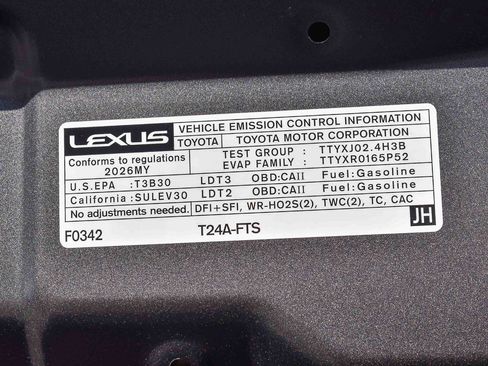 LEXUS VEHICLE EMISSION CONTROL INFORMATION
TOYOTA TOYOTA MOTOR CORPORATION
Conforms to regulations TEST GROUP : TTYXJ02.4H3B
2026MY EVAP FAMILY : TTYXR0165P52
U.S.EPA :T3B30 LDT3 OBD:CAII Fuel:Gasoline
California :SULEV30 LDT2 OBD:CAII Fuel:Gasoline
No adjustments needed. DFI+SFI, WR-HO2S(2), TWC(2), TC, CAC
F0342 T24A-FTS JH